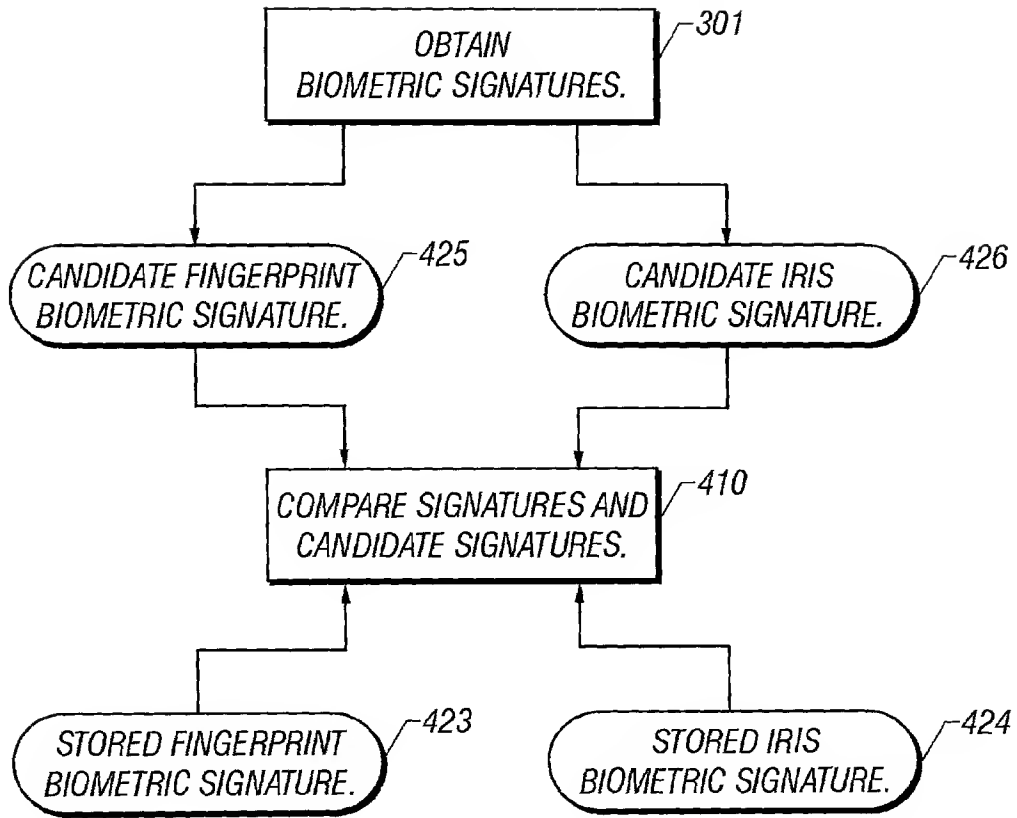 OBTAIN
BIOMETRIC SIGNATURES.
301
CANDIDATE FINGERPRINT
BIOMETRIC SIGNATURE.
425
CANDIDATE IRIS
BIOMETRIC SIGNATURE.
426
COMPARE SIGNATURES AND
CANDIDATE SIGNATURES.
410
STORED FINGERPRINT
BIOMETRIC SIGNATURE.
423
STORED IRIS
BIOMETRIC SIGNATURE.
424